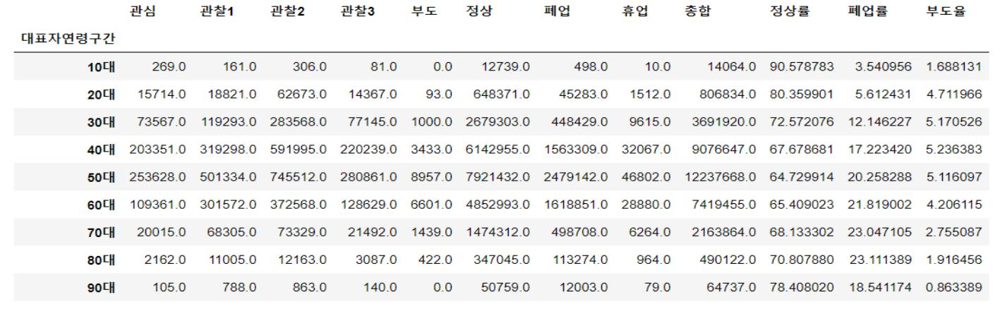 관심 관찰1 관찰2 관찰3 부도 정상 폐업 휴업 총합 정상률 폐업률 부도율
대표자연령구간
10대 269.0 161.0 306.0 81.0 0.0 12739.0 498.0 10.0 14064.0 90.578783 3.540956 1.688131
20대 15714.0 18821.0 62673.0 14367.0 93.0 648371.0 45283.0 1512.0 806834.0 80.359901 5.612431 4.711966
30대 73567.0 119293.0 283568.0 77145.0 1000.0 2679303.0 448429.0 9615.0 3691920.0 72.572076 12.146227 5.170526
40대 203351.0 319298.0 591995.0 220239.0 3433.0 6142955.0 1563309.0 32067.0 9076647.0 67.678681 17.223420 5.236383
50대 253628.0 501334.0 745512.0 280861.0 8957.0 7921432.0 2479142.0 46802.0 12237668.0 64.729914 20.258288 5.116097
60대 109361.0 301572.0 372568.0 128629.0 6601.0 4852993.0 1618851.0 28880.0 7419455.0 65.409023 21.819002 4.206115
70대 20015.0 68305.0 73329.0 21492.0 1439.0 1474312.0 498708.0 6264.0 2163864.0 68.133302 23.047105 2.755087
80대 2162.0 11005.0 12163.0 3087.0 422.0 347045.0 113274.0 964.0 490122.0 70.807880 23.111389 1.916456
90대 105.0 788.0 863.0 140.0 0.0 50759.0 12003.0 79.0 64737.0 78.408020 18.541174 0.863389